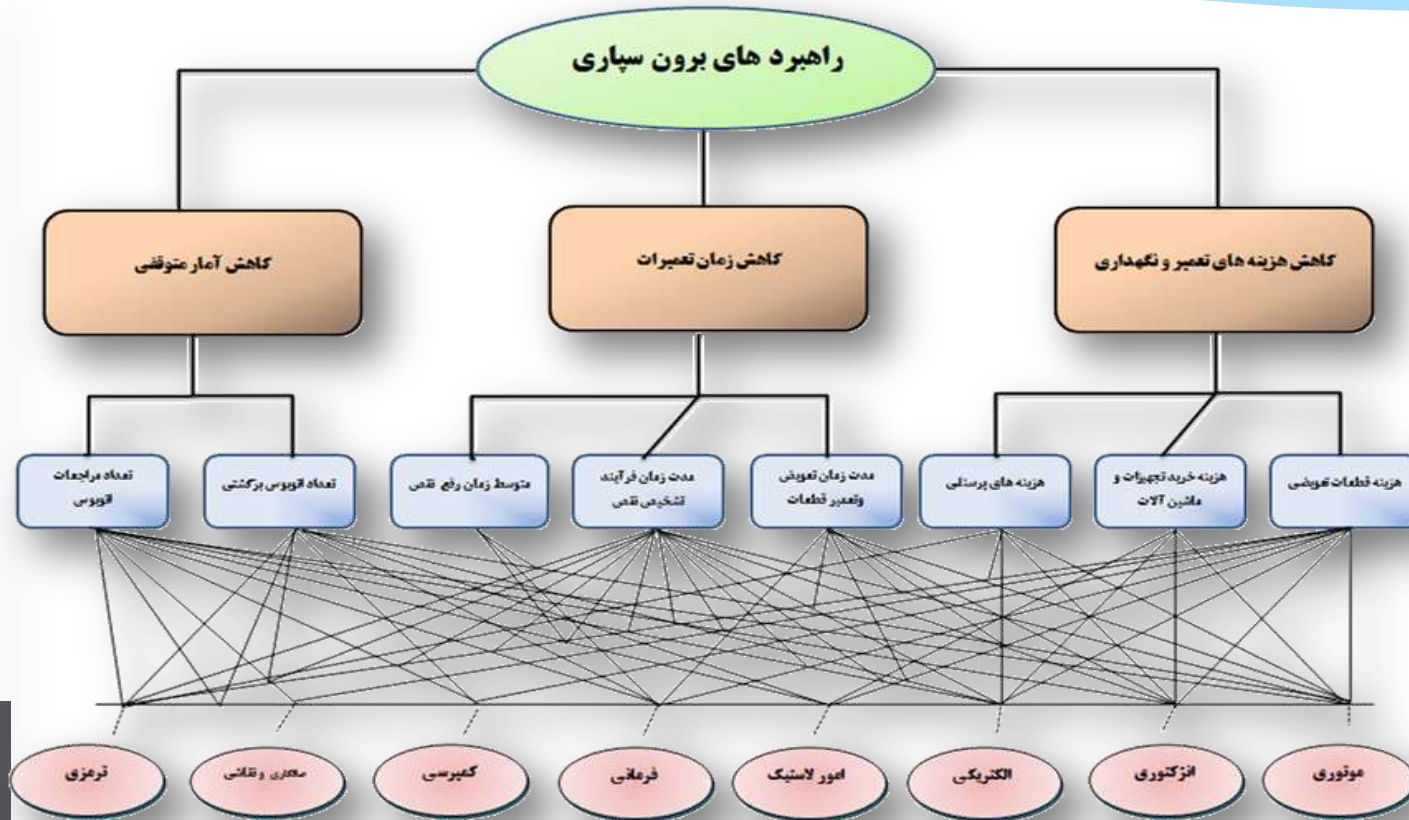 راهبرد های برون سپاری
کاهش هزینه های تعمیر و نگهداری
کاهش زمان تعمیرات
کاهش آمار متوقفی
هزینه قطعات تعویضی
هزینه خرید تجهیزات و
ماشین آلات
هزینه های پرسنلی
مدت زمان تعویض
وتعمیر قطعات
مدت زمان فرآیند
تشخیص نقص
متوسط زمان رفع نقص
تعداد اتوبوس برگشتی
تعداد مراجعات
اتوبوس
موتوری
انژکتوری
الکتریکی
امور لاستیک
فرمانی
کمپرسی
صافکاری و نقاشی
ترمزی